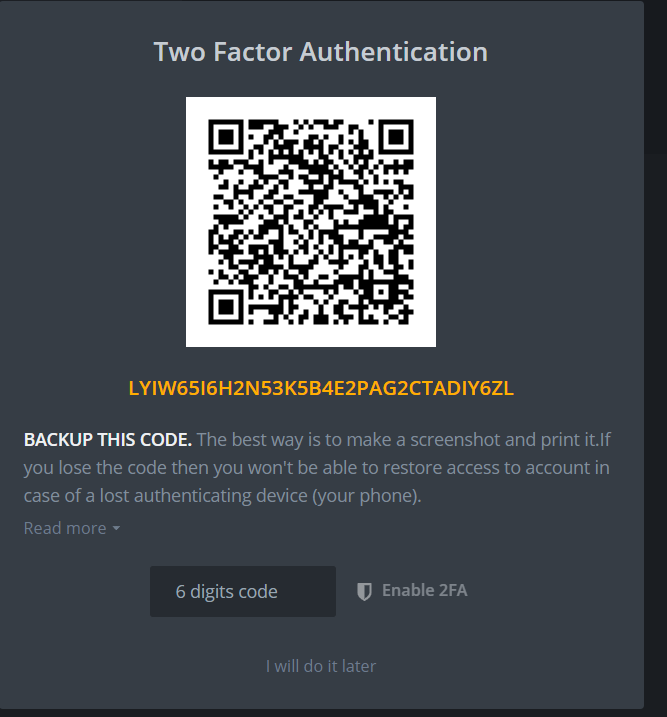 Two Factor Authentication
LYIW65I6H2N53K5B4E2PAG2CTADIY6ZL
BACKUP THIS CODE. The best way is to make a screenshot and print it.If
you lose the code then you won't be able to restore access to account in
case of a lost authenticating device (your phone).
Read more
6 digits code
Enable 2FA
I will do it later